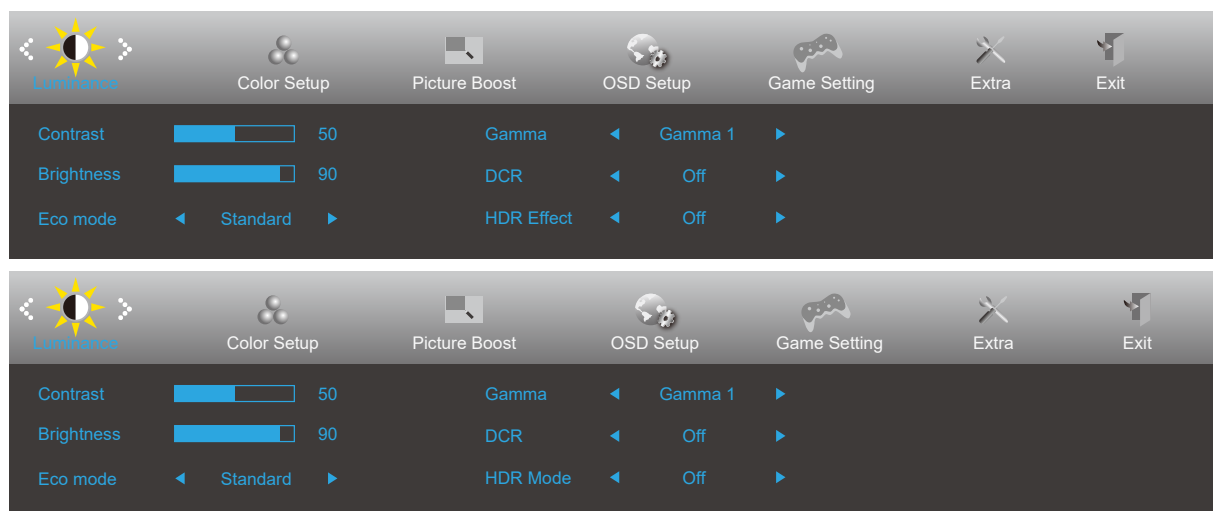 Luminance Color Setup Picture Boost OSD Setup Game Setting Extra Exit
Contrast 50 Gamma Gamma 1
Brightness 90 DCR Off
Eco mode Standard HDR Effect Off
Luminance Color Setup Picture Boost OSD Setup Game Setting Extra Exit
Contrast 50 Gamma Gamma 1
Brightness 90 DCR Off
Eco mode Standard HDR Mode Off